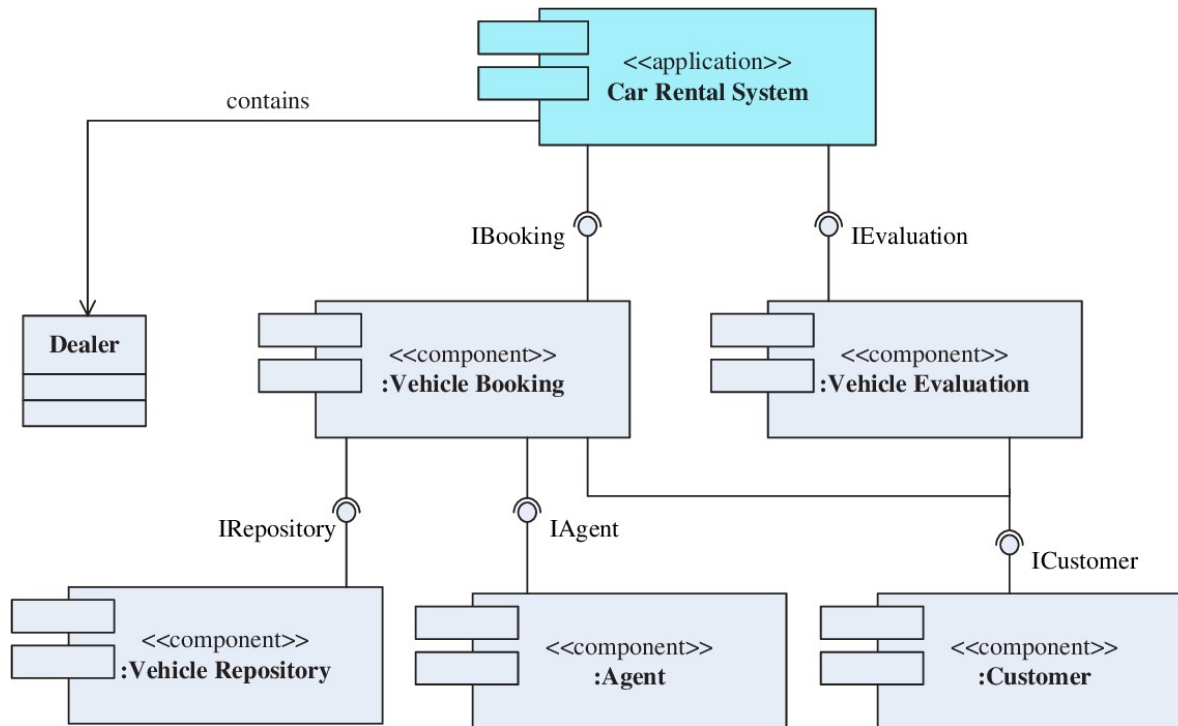 <<application>>
Car Rental System
contains
IBooking
IEvaluation
Dealer
<<component>>
:Vehicle Booking
<<component>>
:Vehicle Evaluation
IRepository
IAgent
ICustomer
<<component>>
:Vehicle Repository
<<component>>
:Agent
<<component>>
:Customer